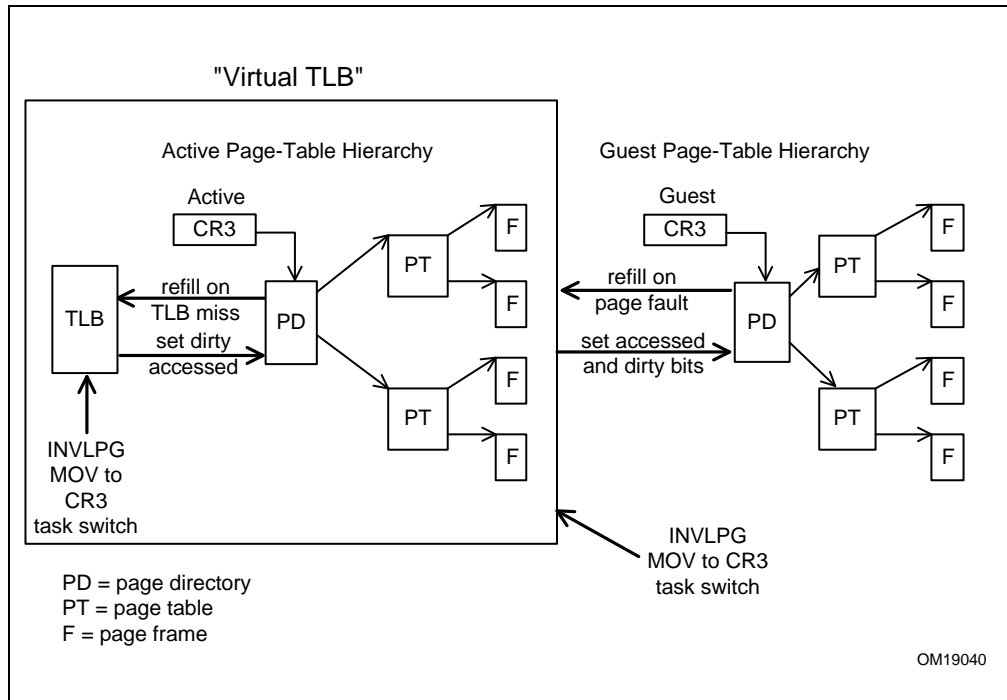 "Virtual TLB"
Active Page-Table Hierarchy
Guest Page-Table Hierarchy
Active
CR3
Guest
CR3
F
F
PT
PT
F
F
TLB
refill on
TLB miss
set dirty
accessed
PD
refill on
page fault
set accessed
and dirty bits
PD
F
F
PT
PT
F
F
INVLPG
MOV to
CR3
task switch
INVLPG
MOV to CR3
task switch
PD = page directory
PT = page table
F = page frame
OM19040